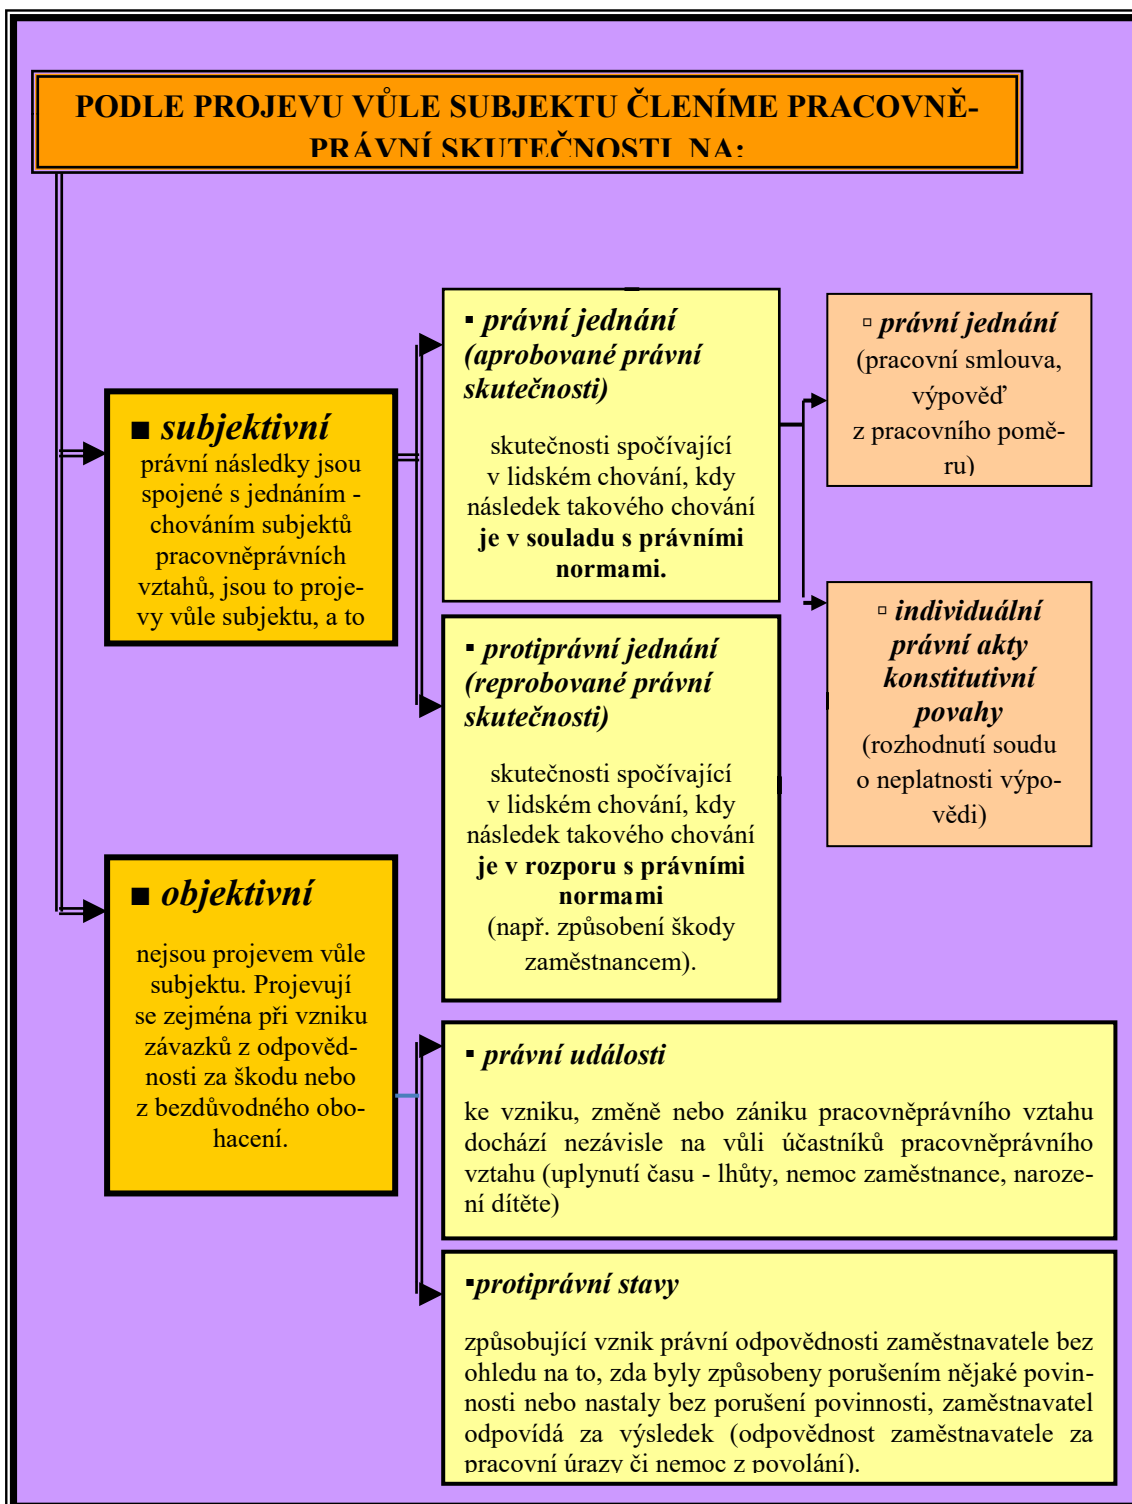 PODLE PROJEVU VŮLE SUBJEKTU ČLENÍME PRACOVNĚ-
PRÁVNÍ SKUTEČNOSTI NA:
■ subjektivní
právní následky jsou
spojené s jednáním -
chováním subjektů
pracovněprávních
vztahů, jsou to proje-
vy vůle subjektu, a to
▪ právní jednání
(aprobované právní
skutečnosti)
skutečnosti spočívající
v lidském chování, kdy
následek takového chování
je v souladu s právními
normami.
▫ právní jednání
(pracovní smlouva,
výpověď
z pracovního pomě-
ru)
▫ individuální
právní akty
konstitutivní
povahy
(rozhodnutí soudu
o neplatnosti výpo-
vědi)
▪ protiprávní jednání
(reprobované právní
skutečnosti)
skutečnosti spočívající
v lidském chování, kdy
následek takového chování
je v rozporu s právními
normami
(např. způsobení škody
zaměstnancem).
■ objektivní
nejsou projevem vůle
subjektu. Projevují
se zejména při vzniku
závazků z odpověd-
nosti za škodu nebo
z bezdůvodného obo-
hacení.
▪ právní události
ke vzniku, změně nebo zániku pracovněprávního vztahu
dochází nezávisle na vůli účastníků pracovněprávního
vztahu (uplynutí času - lhůty, nemoc zaměstnance, naroze-
ní dítěte)
▪protiprávní stavy
způsobující vznik právní odpovědnosti zaměstnavatele bez
ohledu na to, zda byly způsobeny porušením nějaké povin-
nosti nebo nastaly bez porušení povinnosti, zaměstnavatel
odpovídá za výsledek (odpovědnost zaměstnavatele za
pracovní úrazy či nemoc z povolání).